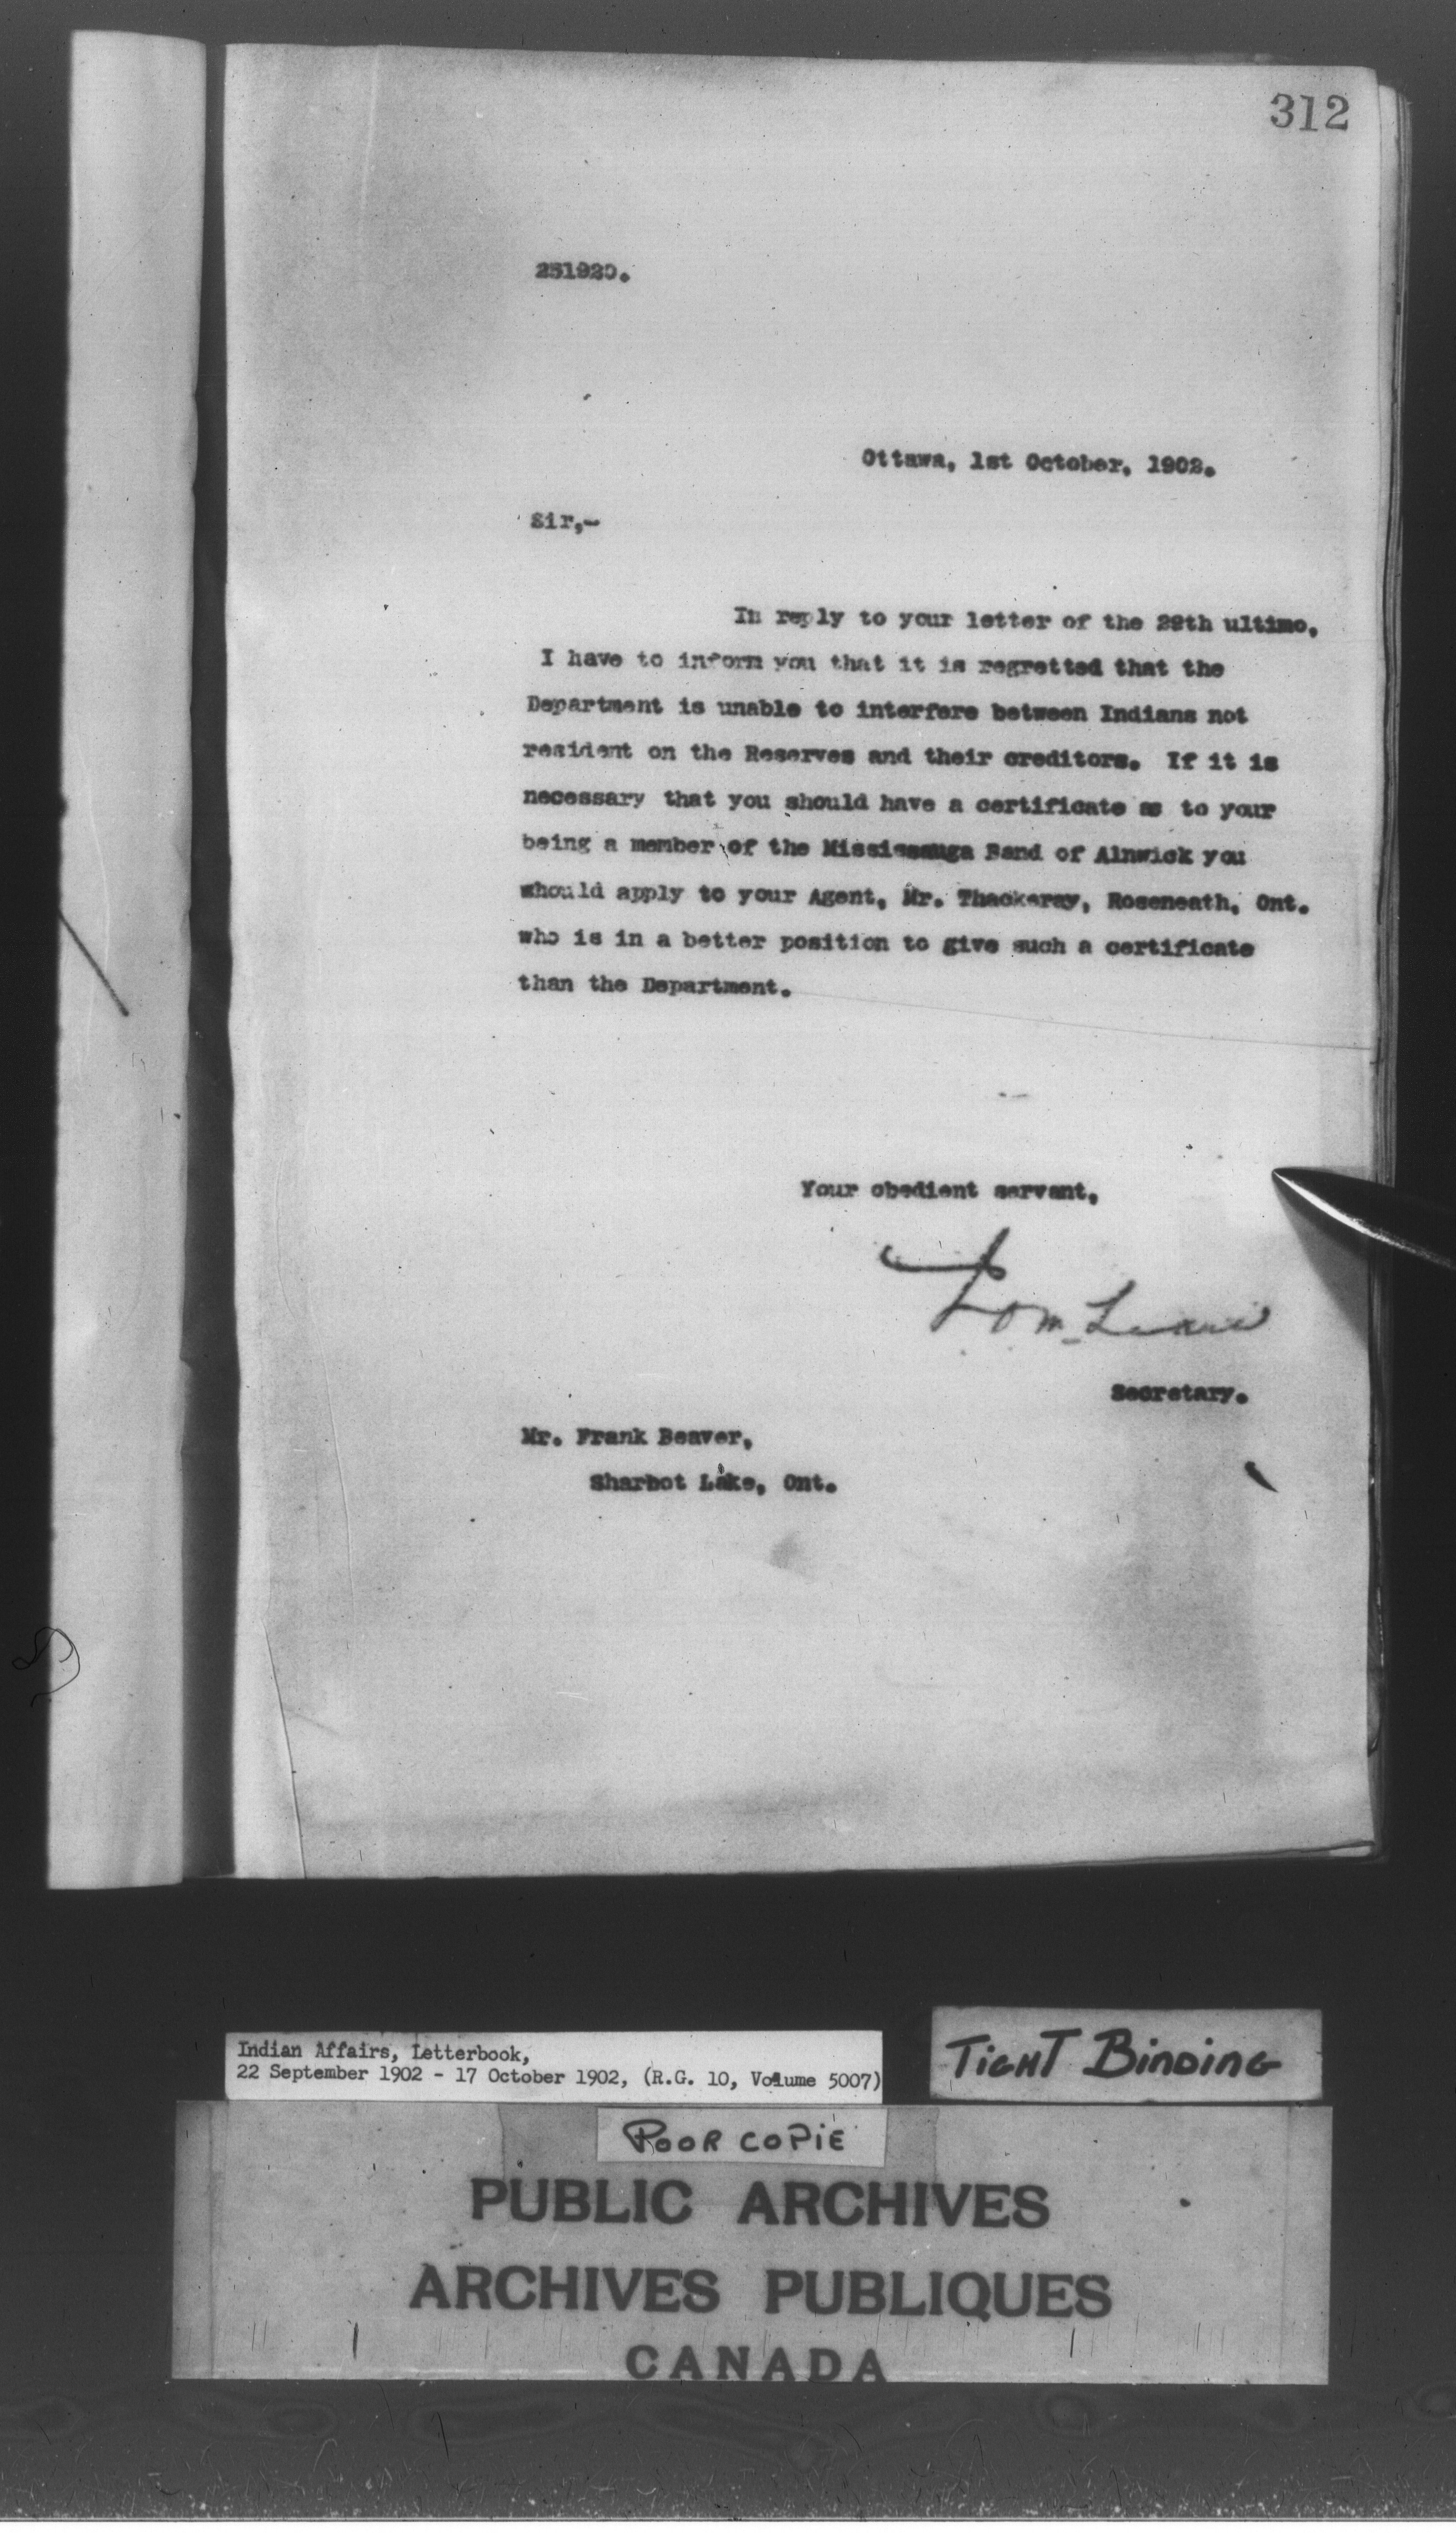 312
231920.
Ottawa, 1st October, 1902.
Sir,-
In reply to your letter of the 29th ultimo,
I have to inform you that it is regretted that the
Department is unable to interfere between Indians not
resident on the Reserves and their creditors. If it is
necessary that you should have a certificate as to your
being a member of the Mississauga Band of Alnwick you
should apply to your Agent, Mr. Thackeray, Roseneath, Ont.
who is in a better position to give such a certificate
than the Department.
Your obedient servant,
Secretary.
Mr. Frank Beaver,
Sharbot Lake, Ont.
Indian Affairs, Letterbook,
22 September 1902 - 17 October 1902, (R.G. 10, Volume 5007)
TIGHT BINDING
POOR COPIE
PUBLIC ARCHIVES
ARCHIVES PUBLIQUES
CANADA